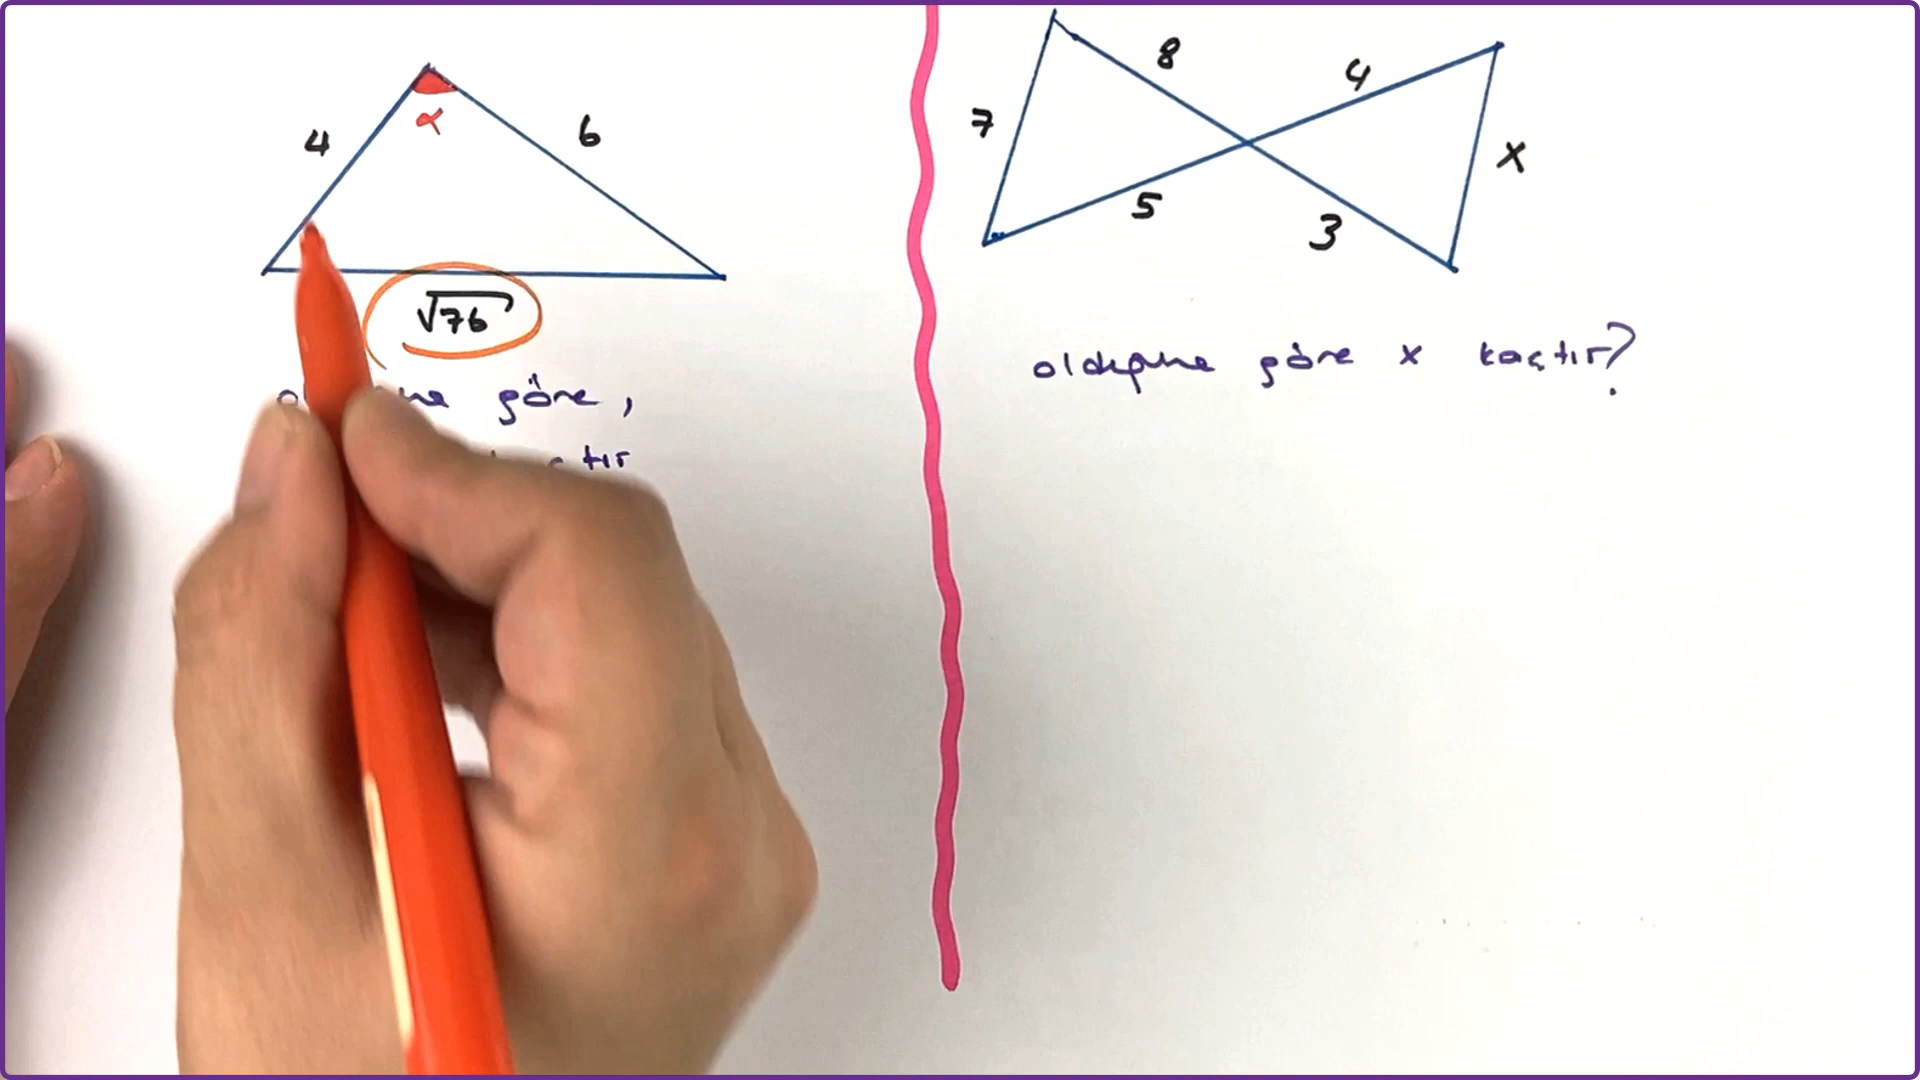 α
4
6
√76
göre,
8
4
7
x
5
3
olduğuna göre x kaçtır?